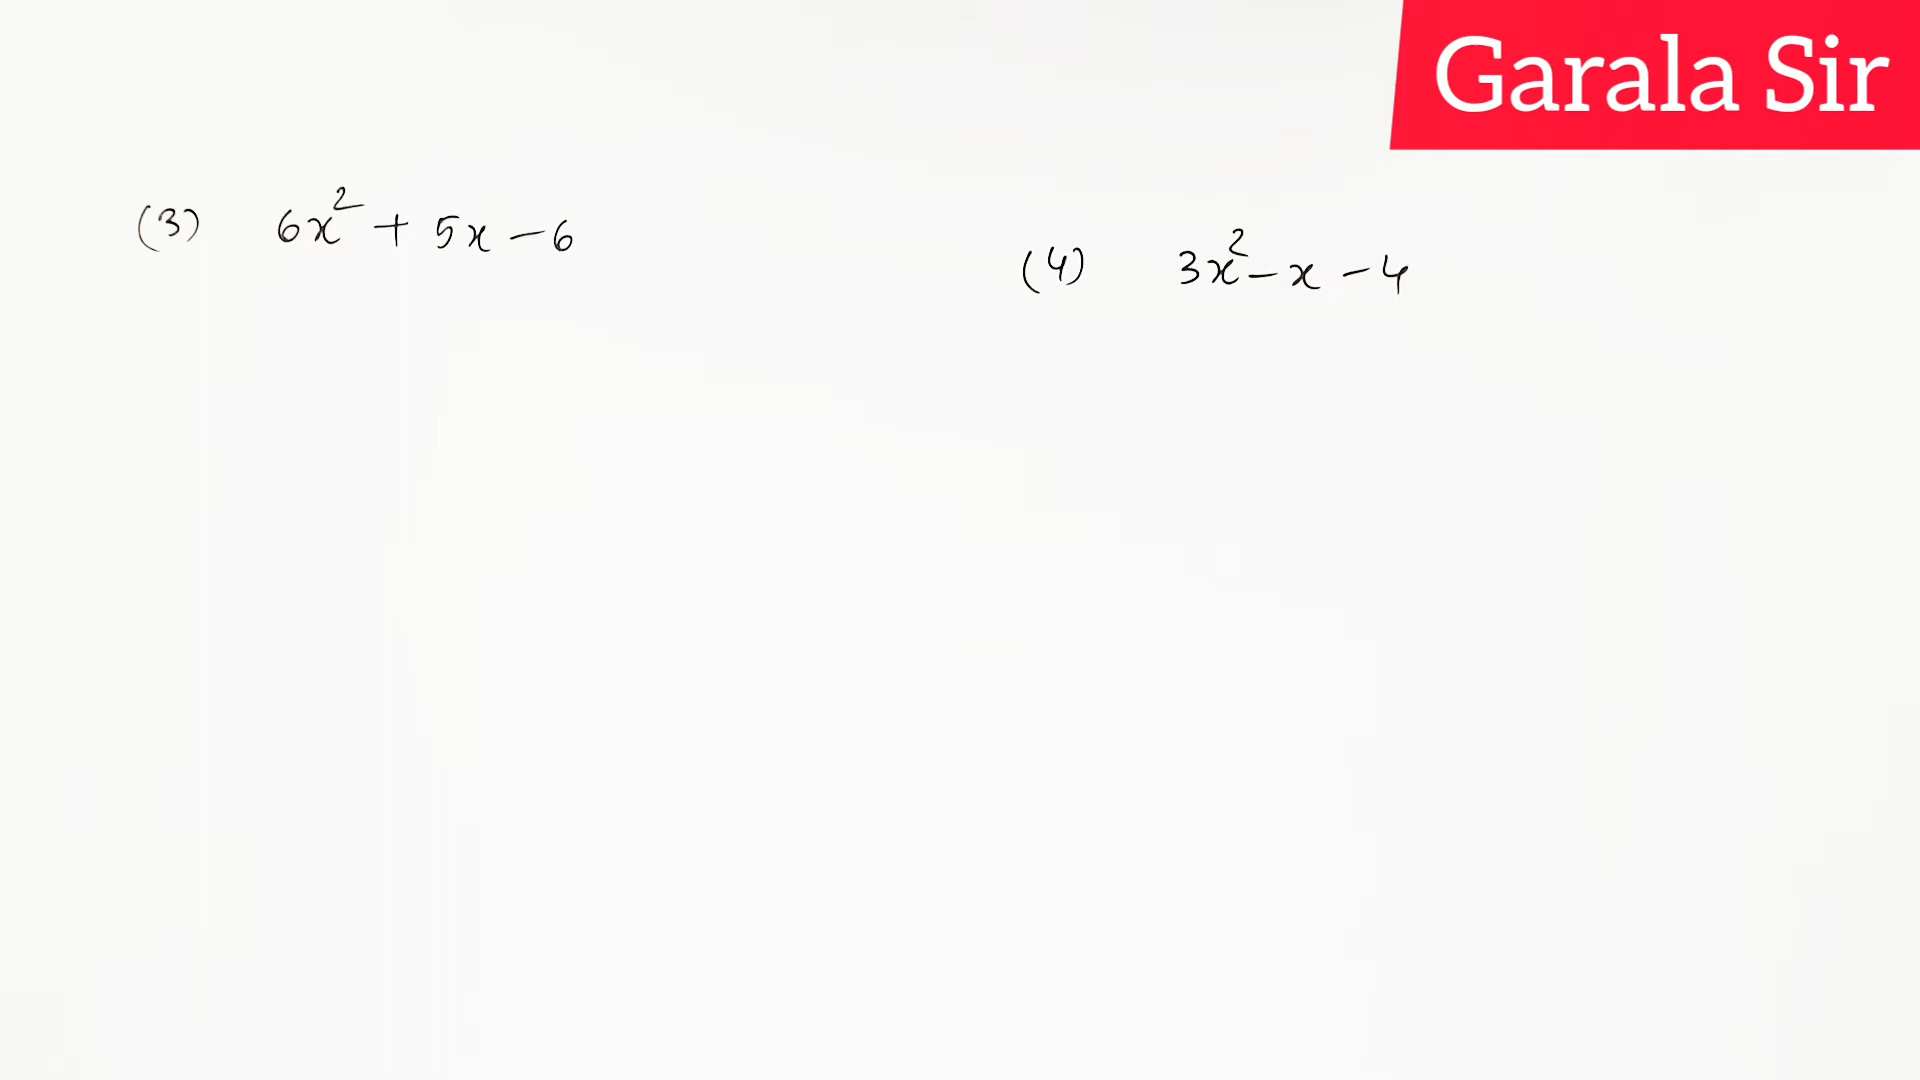 Garala Sir
(3) 6x² + 5x - 6
(4) 3x² - x - 4